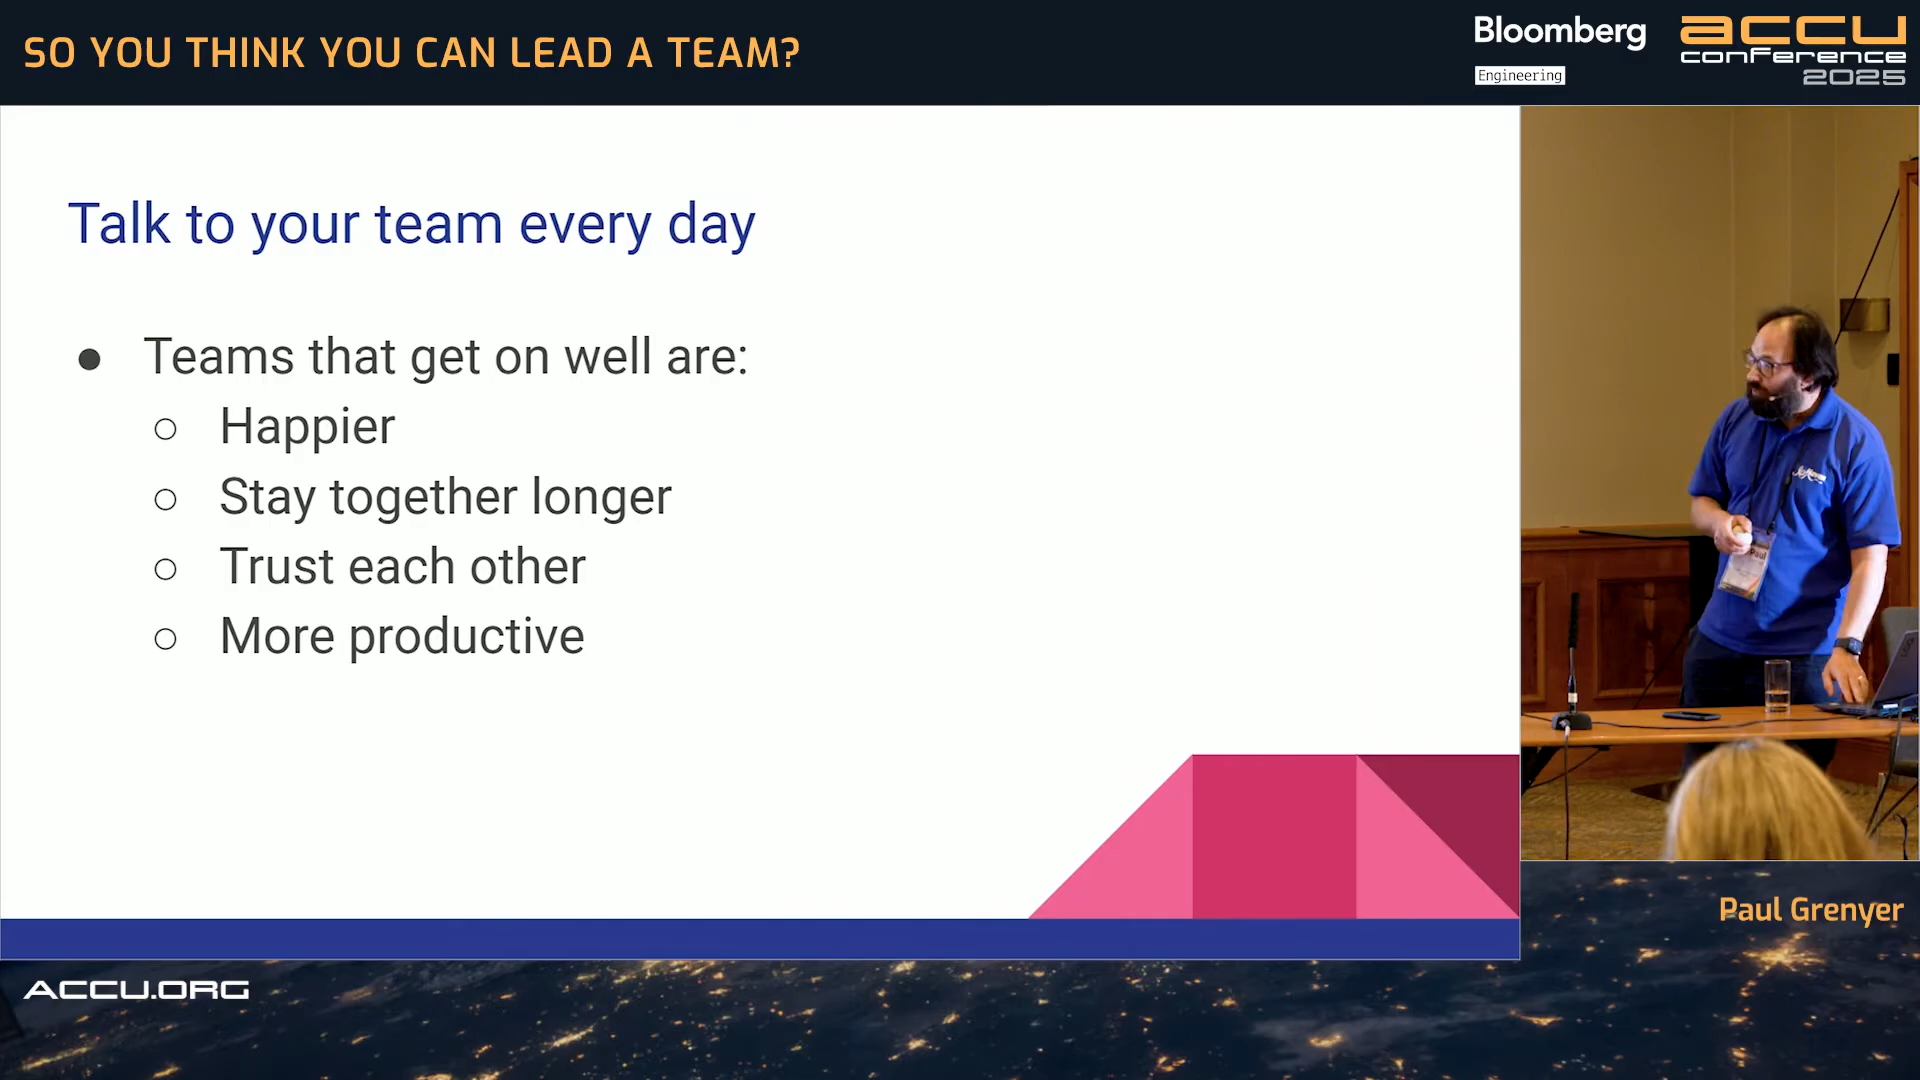 SO YOU THINK YOU CAN LEAD A TEAM?
Bloomberg
Engineering
accu
conference
2025
Talk to your team every day
● Teams that get on well are:
○ Happier
○ Stay together longer
○ Trust each other
○ More productive
Paul
Paul Grenyer
ACCU.ORG